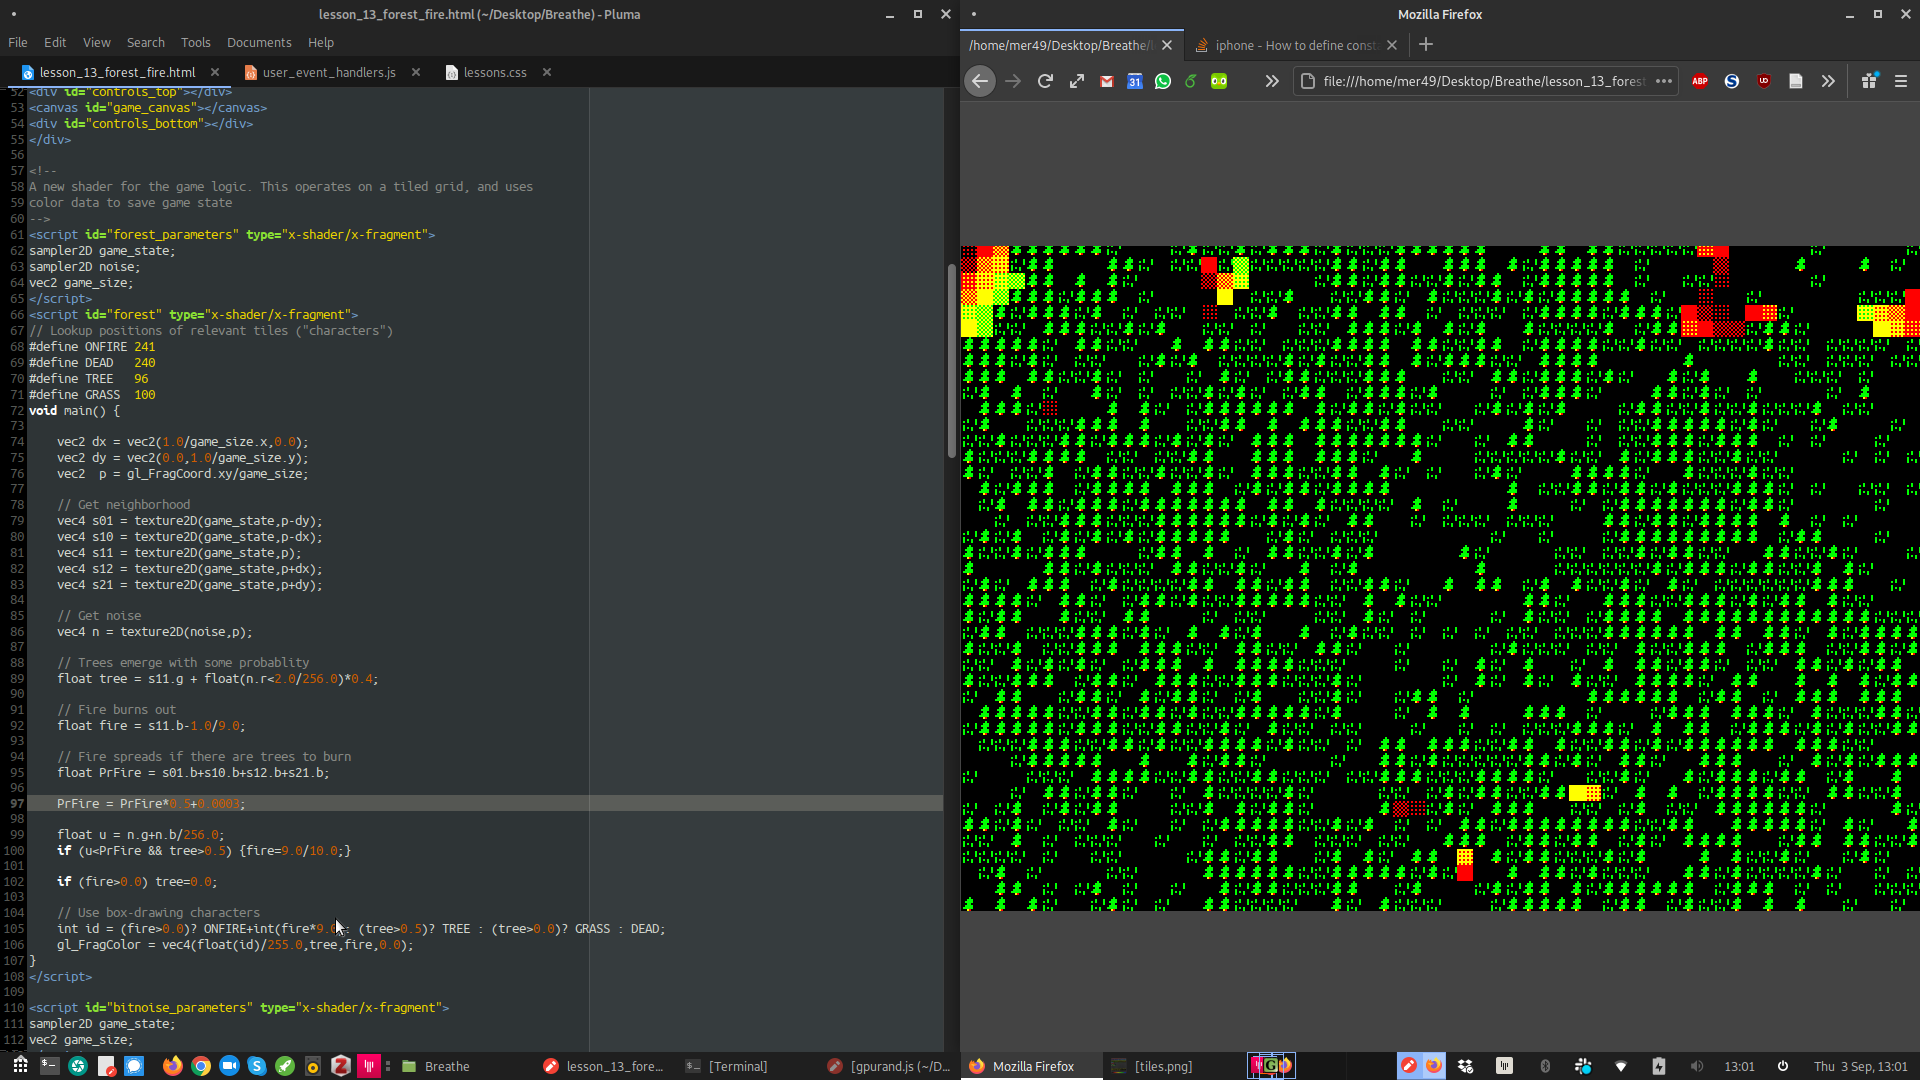 lesson_13_forest_fire.html (~/Desktop/Breathe) - Pluma
File Edit View Search Tools Documents Help
lesson_13_forest_fire.html
user_event_handlers.js
lessons.css
52 <div id="controls_top"></div>
53 <canvas id="game_canvas"></canvas>
54 <div id="controls_bottom"></div>
55 </div>
56
57 <!--
58 A new shader for the game logic. This operates on a tiled grid, and uses
59 color data to save game state
60 -->
61 <script id="forest_parameters" type="x-shader/x-fragment">
62 sampler2D game_state;
63 sampler2D noise;
64 vec2 game_size;
65 </script>
66 <script id="forest" type="x-shader/x-fragment">
67 // Lookup positions of relevant tiles ("characters")
68 #define ONFIRE 241
69 #define DEAD   240
70 #define TREE   96
71 #define GRASS  100
72 void main() {
73
74     vec2 dx = vec2(1.0/game_size.x,0.0);
75     vec2 dy = vec2(0.0,1.0/game_size.y);
76     vec2  p = gl_FragCoord.xy/game_size;
77
78     // Get neighborhood
79     vec4 s01 = texture2D(game_state,p-dy);
80     vec4 s10 = texture2D(game_state,p-dx);
81     vec4 s11 = texture2D(game_state,p);
82     vec4 s12 = texture2D(game_state,p+dx);
83     vec4 s21 = texture2D(game_state,p+dy);
84
85     // Get noise
86     vec4 n = texture2D(noise,p);
87
88     // Trees emerge with some probablity
89     float tree = s11.g + float(n.r<2.0/256.0)*0.4;
90
91     // Fire burns out
92     float fire = s11.b-1.0/9.0;
93
94     // Fire spreads if there are trees to burn
95     float PrFire = s01.b+s10.b+s12.b+s21.b;
96
97     PrFire = PrFire*0.5+0.0003;
98
99     float u = n.g+n.b/256.0;
100     if (u<PrFire && tree>0.5) {fire=9.0/10.0;}
101
102     if (fire>0.0) tree=0.0;
103
104     // Use box-drawing characters
105     int id = (fire>0.0)? ONFIRE+int(fire*9.0 : (tree>0.5)? TREE : (tree>0.0)? GRASS : DEAD;
106     gl_FragColor = vec4(float(id)/255.0,tree,fire,0.0);
107 }
108 </script>
109
110 <script id="bitnoise_parameters" type="x-shader/x-fragment">
111 sampler2D game_state;
112 vec2 game_size;
Mozilla Firefox
/home/mer49/Desktop/Breathe/l
iphone - How to define consta
31
file:///home/mer49/Desktop/Breathe/lesson_13_forest
ABP
Breathe
lesson_13_fore...
[Terminal]
[gpurand.js (~/D...
Mozilla Firefox
[tiles.png]
13:01
Thu 3 Sep, 13:01